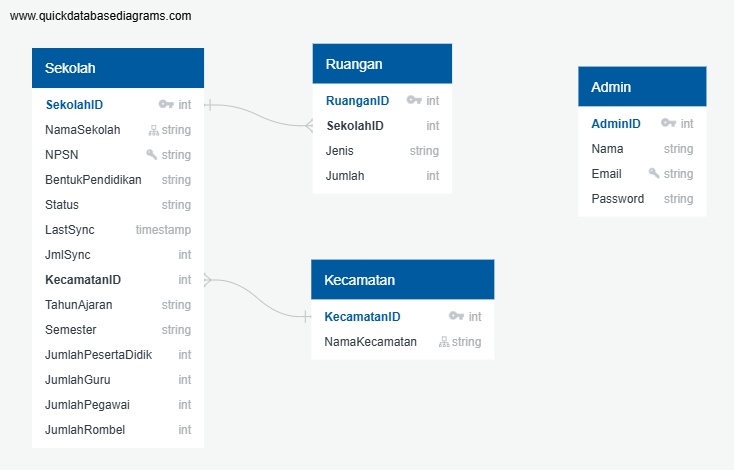 www.quickdatabasediagrams.com
Sekolah
SekolahID int
NamaSekolah string
NPSN string
BentukPendidikan string
Status string
LastSync timestamp
JmlSync int
KecamatanID int
TahunAjaran string
Semester string
JumlahPesertaDidik int
JumlahGuru int
JumlahPegawai int
JumlahRombel int
Ruangan
RuanganID int
SekolahID int
Jenis string
Jumlah int
Kecamatan
KecamatanID int
NamaKecamatan string
Admin
AdminID int
Nama string
Email string
Password string